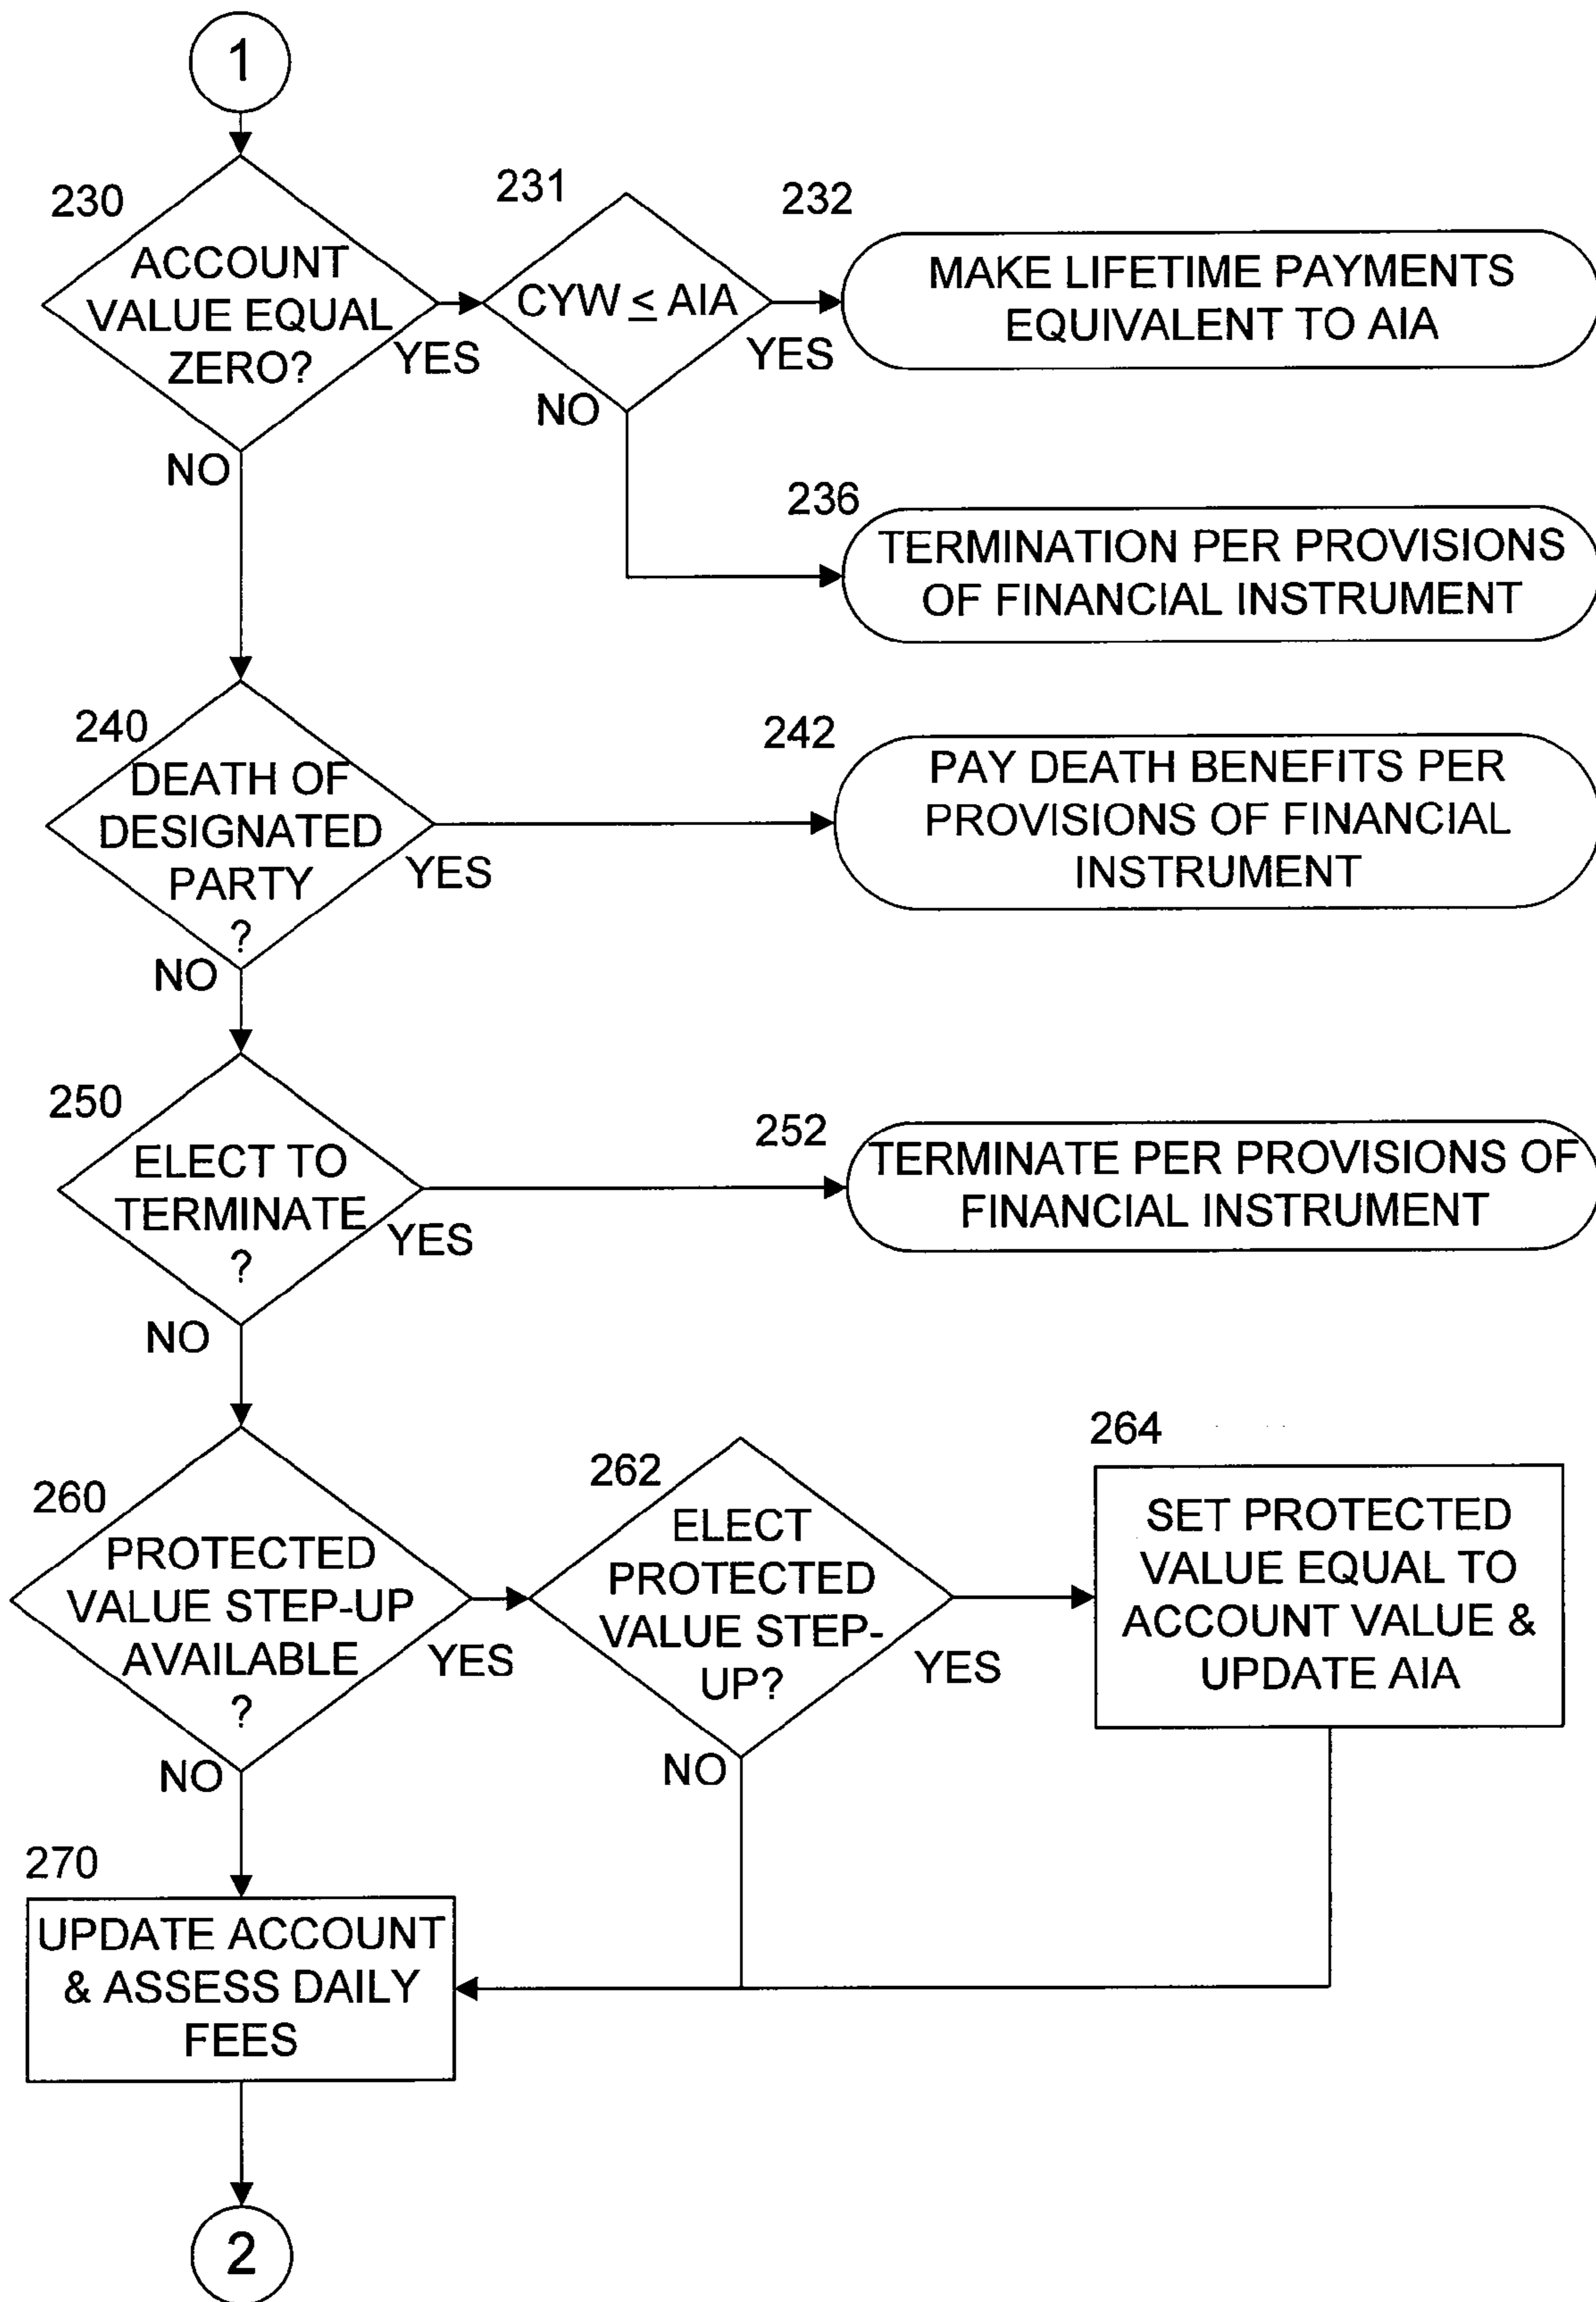 1
230
ACCOUNT
VALUE EQUAL
ZERO?
YES
NO
231
CYW ≤ AIA
YES
NO
232
MAKE LIFETIME PAYMENTS
EQUIVALENT TO AIA
236
TERMINATION PER PROVISIONS
OF FINANCIAL INSTRUMENT
240
DEATH OF
DESIGNATED
PARTY
?
YES
NO
242
PAY DEATH BENEFITS PER
PROVISIONS OF FINANCIAL
INSTRUMENT
250
ELECT TO
TERMINATE
?
YES
NO
252
TERMINATE PER PROVISIONS OF
FINANCIAL INSTRUMENT
260
PROTECTED
VALUE STEP-UP
AVAILABLE
?
YES
NO
262
ELECT
PROTECTED
VALUE STEP-
UP?
YES
NO
264
SET PROTECTED
VALUE EQUAL TO
ACCOUNT VALUE &
UPDATE AIA
270
UPDATE ACCOUNT
& ASSESS DAILY
FEES
2